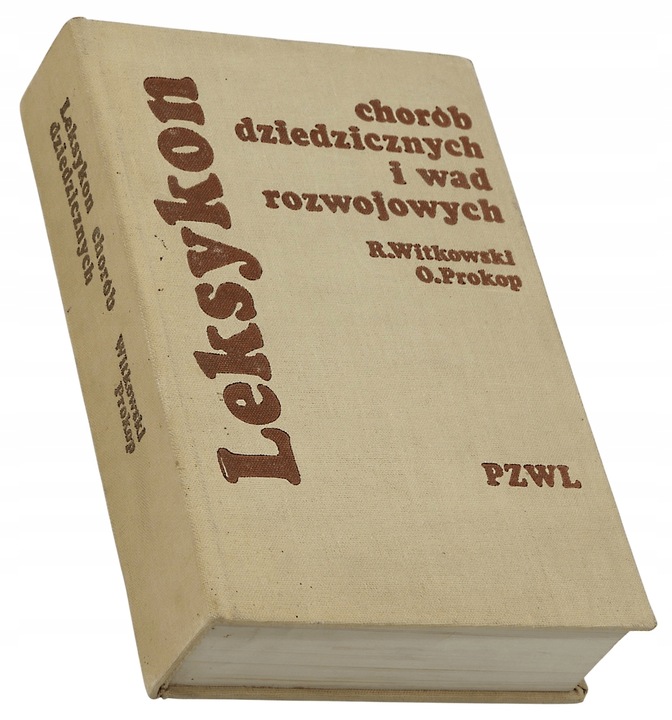 Leksykon
chorób
dziedzicznych
i wad
rozwojowych
R.Witkowski
O.Prokop
PZWL
Leksykon chorób
dziedzicznych
Witkowski
Prokop